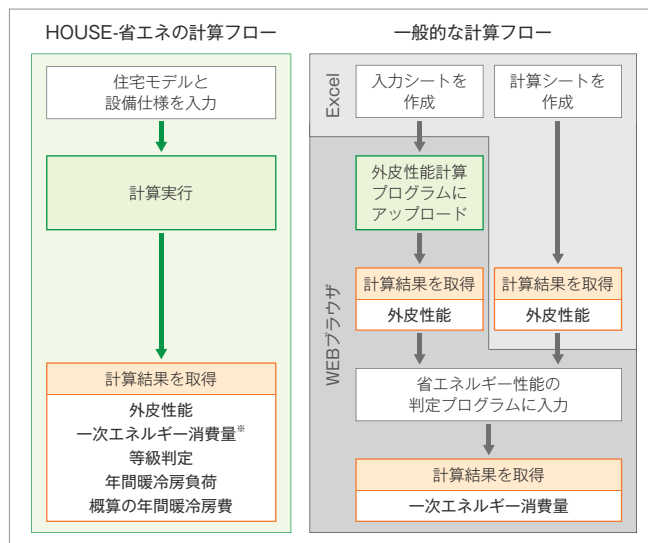 HOUSE-省エネの計算フロー
住宅モデルと
設備仕様を入力
計算実行
計算結果を取得
外皮性能
一次エネルギー消費量※
等級判定
年間暖冷房負荷
概算の年間暖冷房費
一般的な計算フロー
Excel
入力シートを
作成
計算シートを
作成
WEBブラウザ
外皮性能計算
プログラムに
アップロード
計算結果を取得
外皮性能
計算結果を取得
外皮性能
省エネルギー性能の
判定プログラムに入力
計算結果を取得
一次エネルギー消費量